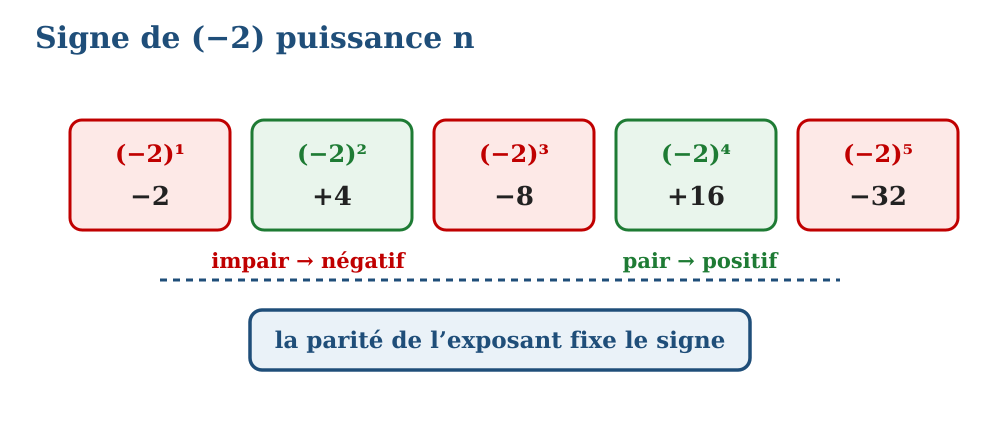 Signe de (−2) puissance n
(−2)¹ (−2)² (−2)³ (−2)⁴ (−2)⁵
−2 +4 −8 +16 −32
impair → négatif pair → positif
la parité de l’exposant fixe le signe